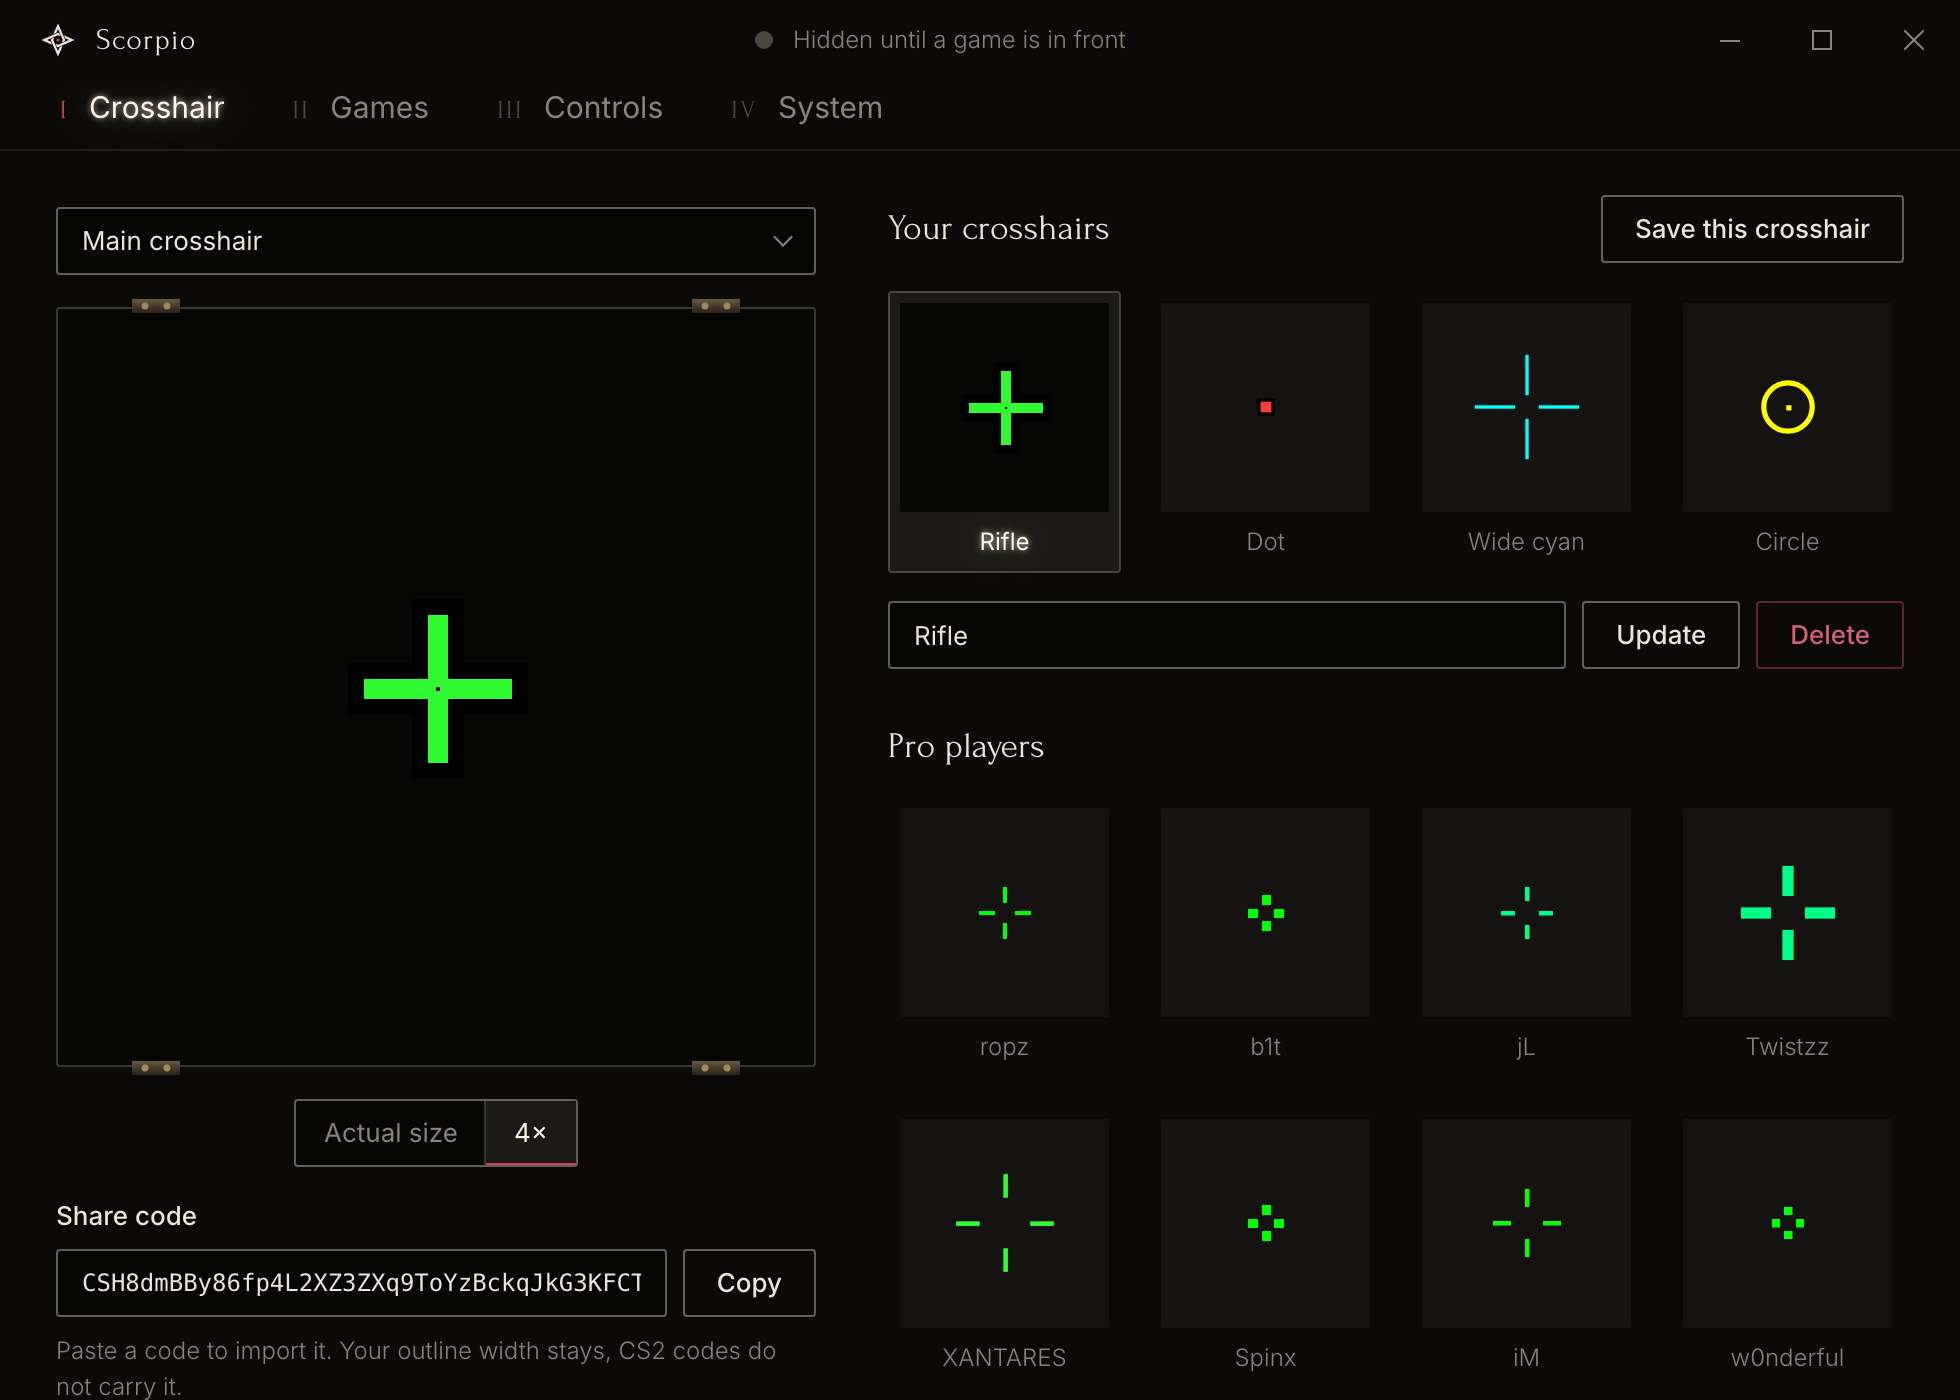 Scorpio
Hidden until a game is in front
I Crosshair
II Games
III Controls
IV System
Main crosshair
Your crosshairs
Save this crosshair
Rifle
Dot
Wide cyan
Circle
Rifle
Update
Delete
Pro players
ropz
b1t
jL
Twistzz
XANTARES
Spinx
iM
w0nderful
Actual size
4×
Share code
CSH8dmBBy86fp4L2XZ3ZXq9ToYzBckqJkG3KFCT
Copy
Paste a code to import it. Your outline width stays, CS2 codes do
not carry it.